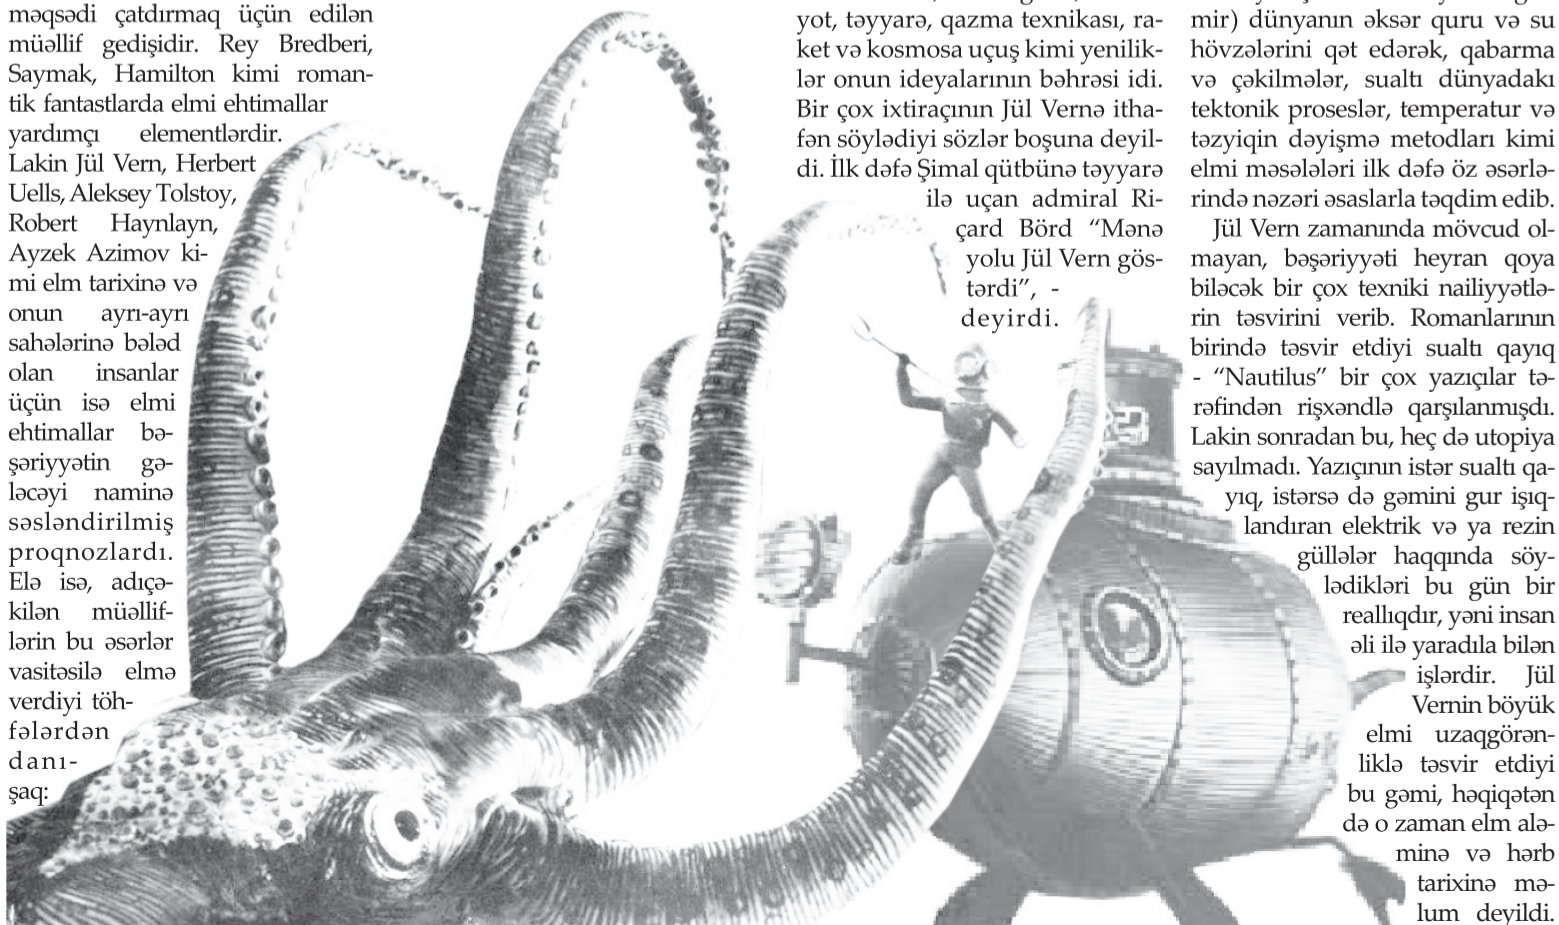 məqsədi çatdırmaq üçün edilən
müəllif gedişidir. Rey Bredberi,
Saymak, Hamilton kimi roman-
tik fantastlarda elmi ehtimallar
yardımçı elementlərdir.
Lakin Jül Vern, Herbert
Uells, Aleksey Tolstoy,
Robert Haynlayn,
Ayzek Azimov ki-
mi elm tarixinə və
onun ayrı-ayrı
sahələrinə bələd
olan insanlar
üçün isə elmi
ehtimallar bə-
şəriyyətin gə-
ləcəyi naminə
səsləndirilmiş
proqnozlardı.
Elə isə, adıçə-
kilən müəllif-
lərin bu əsərlər
vasitəsilə elmə
verdiyi töh-
fələrdən
danı-
şaq:
yot, təyyarə, qazma texnikası, ra-
ket və kosmosa uçuş kimi yenilik-
lər onun ideyalarının bəhrəsi idi.
Bir çox ixtiraçının Jül Vernə itha-
fən söylədiyi sözlər boşuna deyil-
di. İlk dəfə Şimal qütbünə təyyarə
ilə uçan admiral Ri-
çard Börd “Mənə
yolu Jül Vern gös-
tərdi”, -
deyirdi.
mir) dünyanın əksər quru və su
hövzələrini qət edərək, qabarma
və çəkilmələr, sualtı dünyadakı
tektonik proseslər, temperatur və
təzyiqin dəyişmə metodları kimi
elmi məsələləri ilk dəfə öz əsərlə-
rində nəzəri əsaslarla təqdim edib.
Jül Vern zamanında mövcud ol-
mayan, bəşəriyyəti heyran qoya
biləcək bir çox texniki nailiyyətlə-
rin təsvirini verib. Romanlarının
birində təsvir etdiyi sualtı qayıq
- “Nautilus” bir çox yazıçılar tə-
rəfindən rişxəndlə qarşılanmışdı.
Lakin sonradan bu, heç də utopiya
sayılmadı. Yazıçının istər sualtı qa-
yıq, istərsə də gəmini gur işıq-
landıran elektrik və ya rezin
güllələr haqqında söy-
lədikləri bu gün bir
reallıqdır, yəni insan
əli ilə yaradıla bilən
işlərdir. Jül
Vernin böyük
elmi uzaqgörən-
liklə təsvir etdiyi
bu gəmi, həqiqətən
də o zaman elm alə-
minə və hərb
tarixinə mə-
lum deyildi.